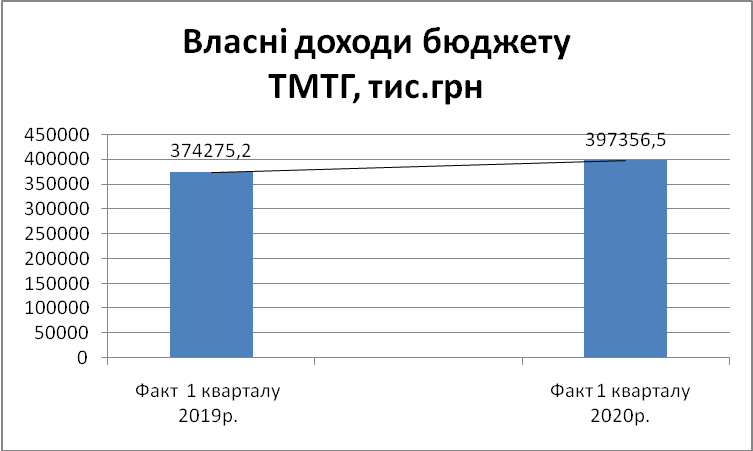 Власні доходи бюджету
ТМТГ, тис.грн
450000
400000
350000
300000
250000
200000
150000
100000
50000
0
374275,2
397356,5
Факт 1 кварталу
2019р.
Факт 1 кварталу
2020р.